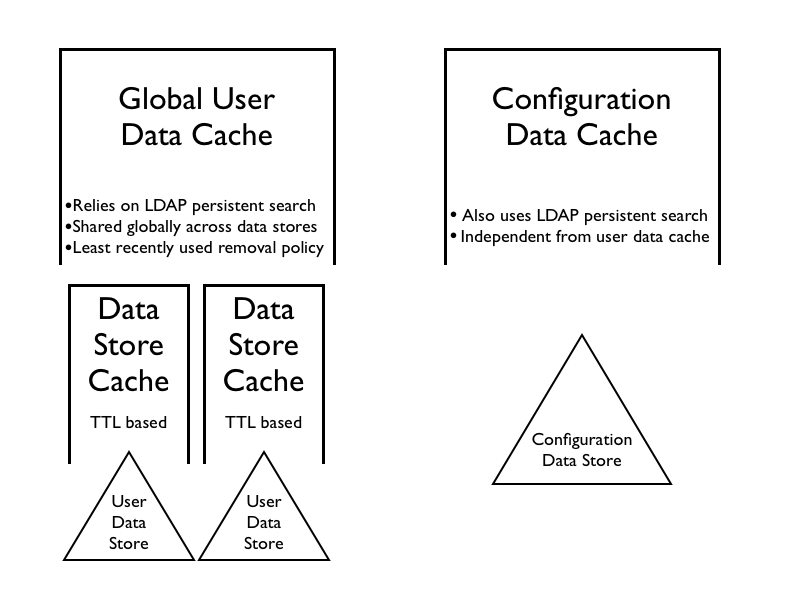 Global User
Data Cache
•Relies on LDAP persistent search
•Shared globally across data stores
•Least recently used removal policy
Data
Store
Cache
TTL based
User
Data
Store
Data
Store
Cache
TTL based
User
Data
Store
Configuration
Data Cache
• Also uses LDAP persistent search
• Independent from user data cache
Configuration
Data Store